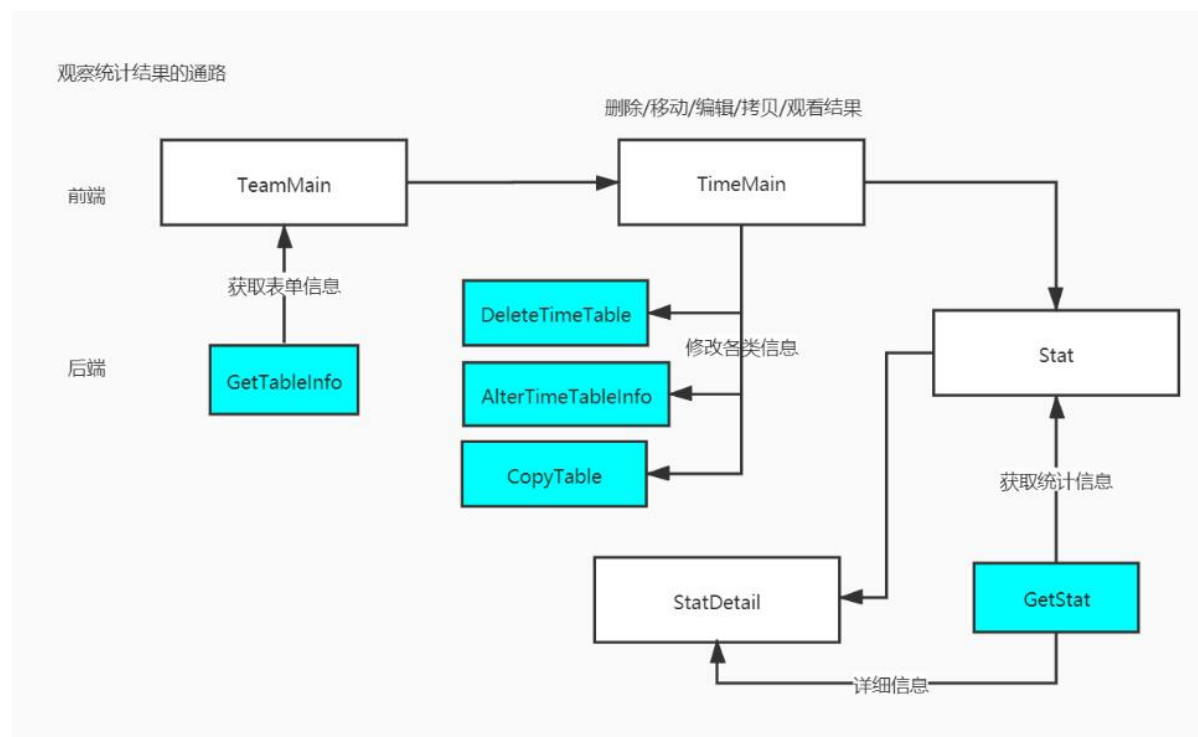 观察统计结果的通路
删除/移动/编辑/拷贝/观看结果
前端
TeamMain
TimeMain
获取表单信息
DeleteTimeTable
修改各类信息
Stat
后端
GetTableInfo
AlterTimeTableInfo
CopyTable
获取统计信息
StatDetail
GetStat
详细信息